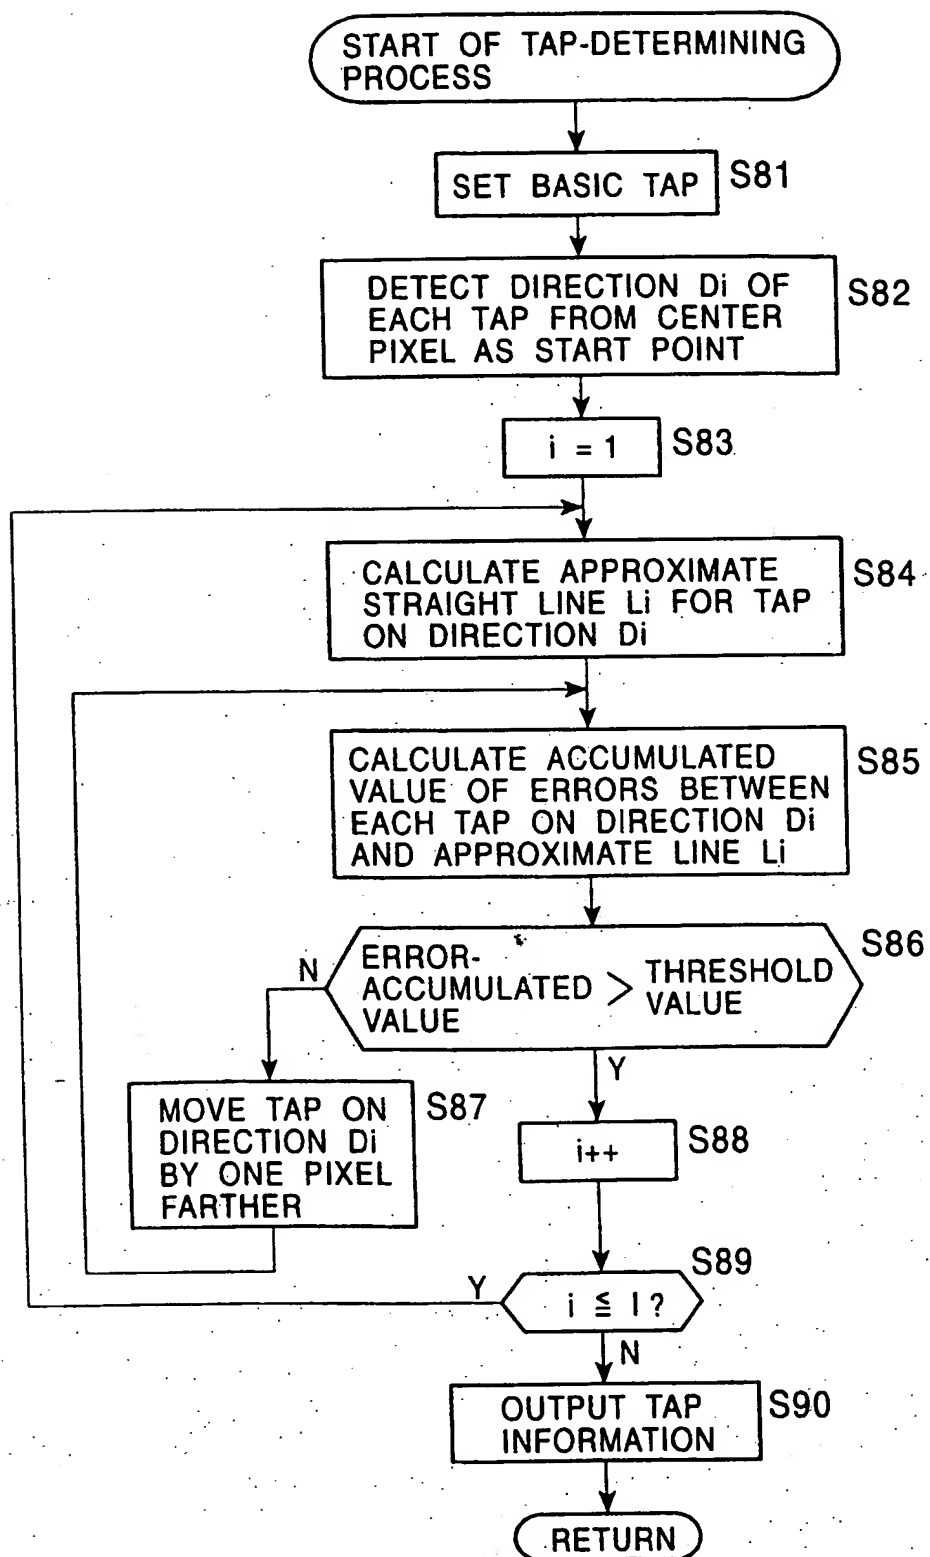 START OF TAP-DETERMINING
PROCESS
SET BASIC TAP
S81
DETECT DIRECTION Di OF
EACH TAP FROM CENTER
PIXEL AS START POINT
S82
i = 1
S83
CALCULATE APPROXIMATE
STRAIGHT LINE Li FOR TAP
ON DIRECTION Di
S84
CALCULATE ACCUMULATED
VALUE OF ERRORS BETWEEN
EACH TAP ON DIRECTION Di
AND APPROXIMATE LINE Li
S85
ERROR-
ACCUMULATED
VALUE
>
THRESHOLD
VALUE
S86
N
Y
MOVE TAP ON
DIRECTION Di
BY ONE PIXEL
FARTHER
S87
i++
S88
i ≦ I ?
S89
Y
N
OUTPUT TAP
INFORMATION
S90
RETURN